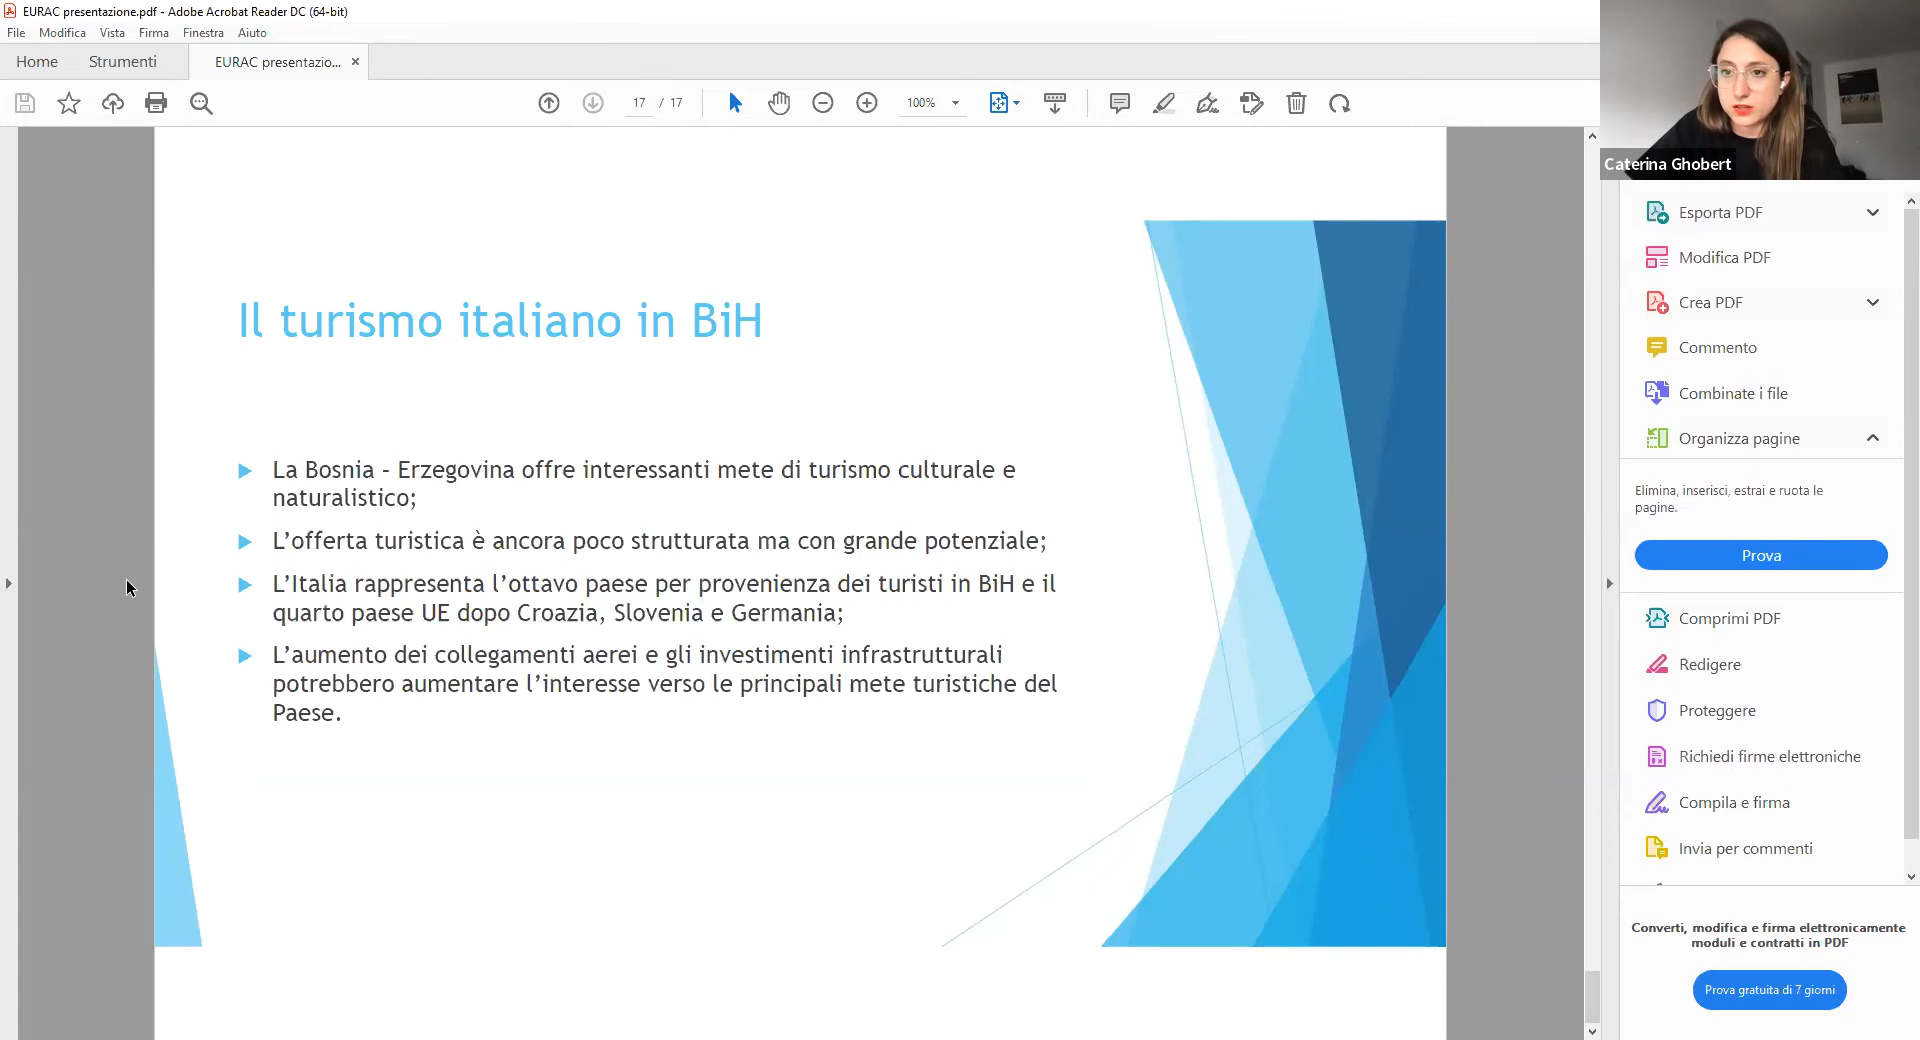 EURAC presentazione.pdf - Adobe Acrobat Reader DC (64-bit)
File Modifica Vista Firma Finestra Aiuto
Home Strumenti EURAC presentazio...
17 / 17 100%
Caterina Ghobert
Il turismo italiano in BiH
La Bosnia - Erzegovina offre interessanti mete di turismo culturale e
naturalistico;
L’offerta turistica è ancora poco strutturata ma con grande potenziale;
L’Italia rappresenta l’ottavo paese per provenienza dei turisti in BiH e il
quarto paese UE dopo Croazia, Slovenia e Germania;
L’aumento dei collegamenti aerei e gli investimenti infrastrutturali
potrebbero aumentare l’interesse verso le principali mete turistiche del
Paese.
Esporta PDF
Modifica PDF
Crea PDF
Commento
Combinate i file
Organizza pagine
Elimina, inserisci, estrai e ruota le
pagine.
Prova
Comprimi PDF
Redigere
Proteggere
Richiedi firme elettroniche
Compila e firma
Invia per commenti
Converti, modifica e firma elettronicamente
moduli e contratti in PDF
Prova gratuita di 7 giorni